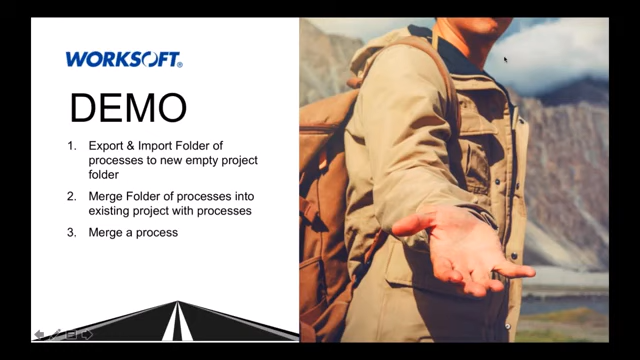 WORKSOFT®
DEMO
1. Export & Import Folder of
processes to new empty project
folder
2. Merge Folder of processes into
existing project with processes
3. Merge a process